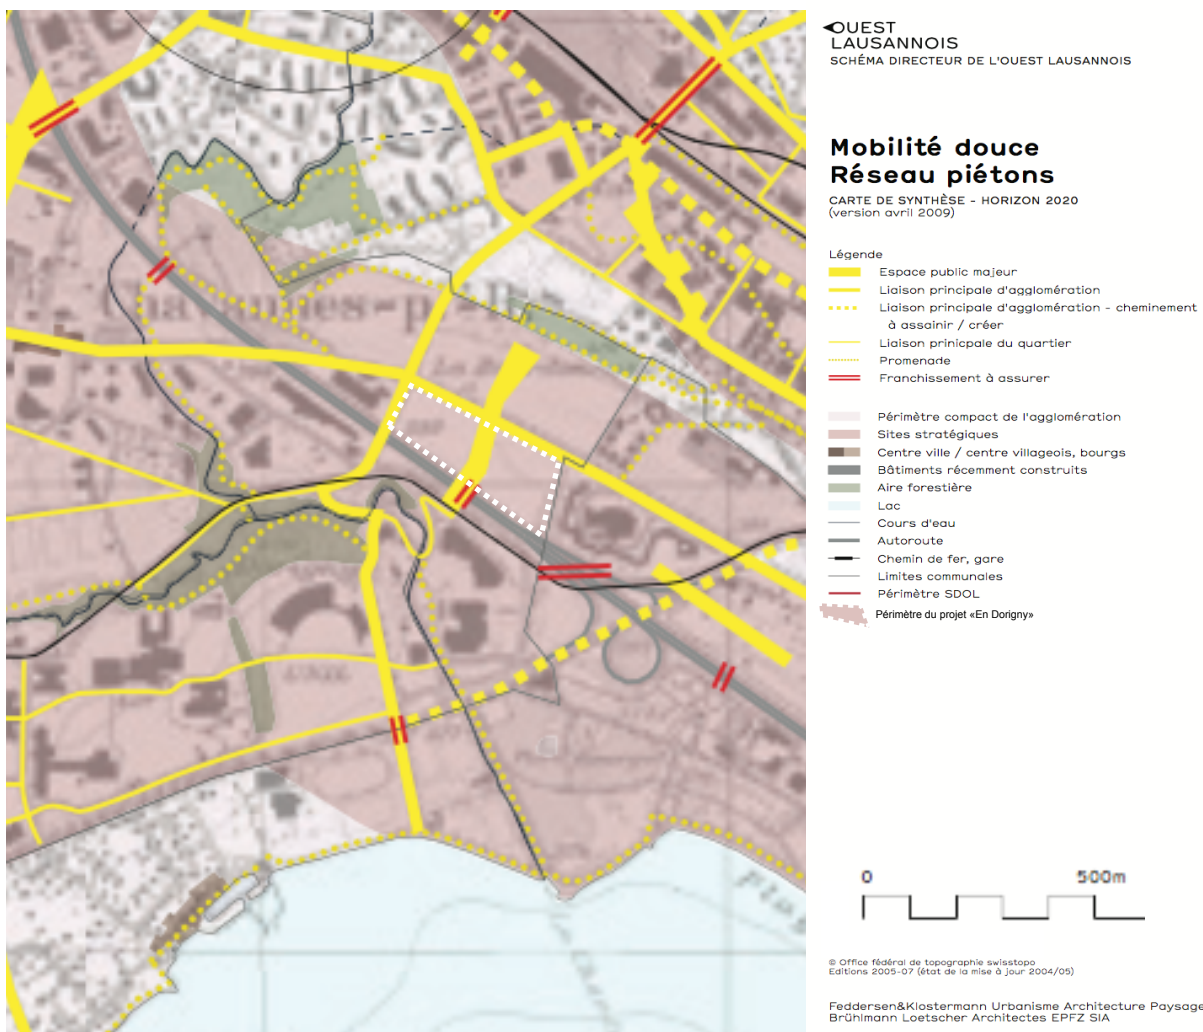 OUEST
LAUSANNOIS
SCHÉMA DIRECTEUR DE L'OUEST LAUSANNOIS
Mobilité douce
Réseau piétons
CARTE DE SYNTHÈSE - HORIZON 2020
(version avril 2009)
Légende
Espace public majeur
Liaison principale d'agglomération
Liaison principale d'agglomération - cheminement
à assainir / créer
Liaison prinicpale du quartier
Promenade
Franchissement à assurer
Périmètre compact de l'agglomération
Sites stratégiques
Centre ville / centre villageois, bourgs
Bâtiments récemment construits
Aire forestière
Lac
Cours d'eau
Autoroute
Chemin de fer, gare
Limites communales
Périmètre SDOL
Périmètre du projet «En Dorigny»
0 500m
© Office fédéral de topographie swisstopo
Editions 2005-07 (état de la mise à jour 2004/05)
Feddersen&Klostermann Urbanisme Architecture Paysage
Brühlmann Loetscher Architectes EPFZ SIA